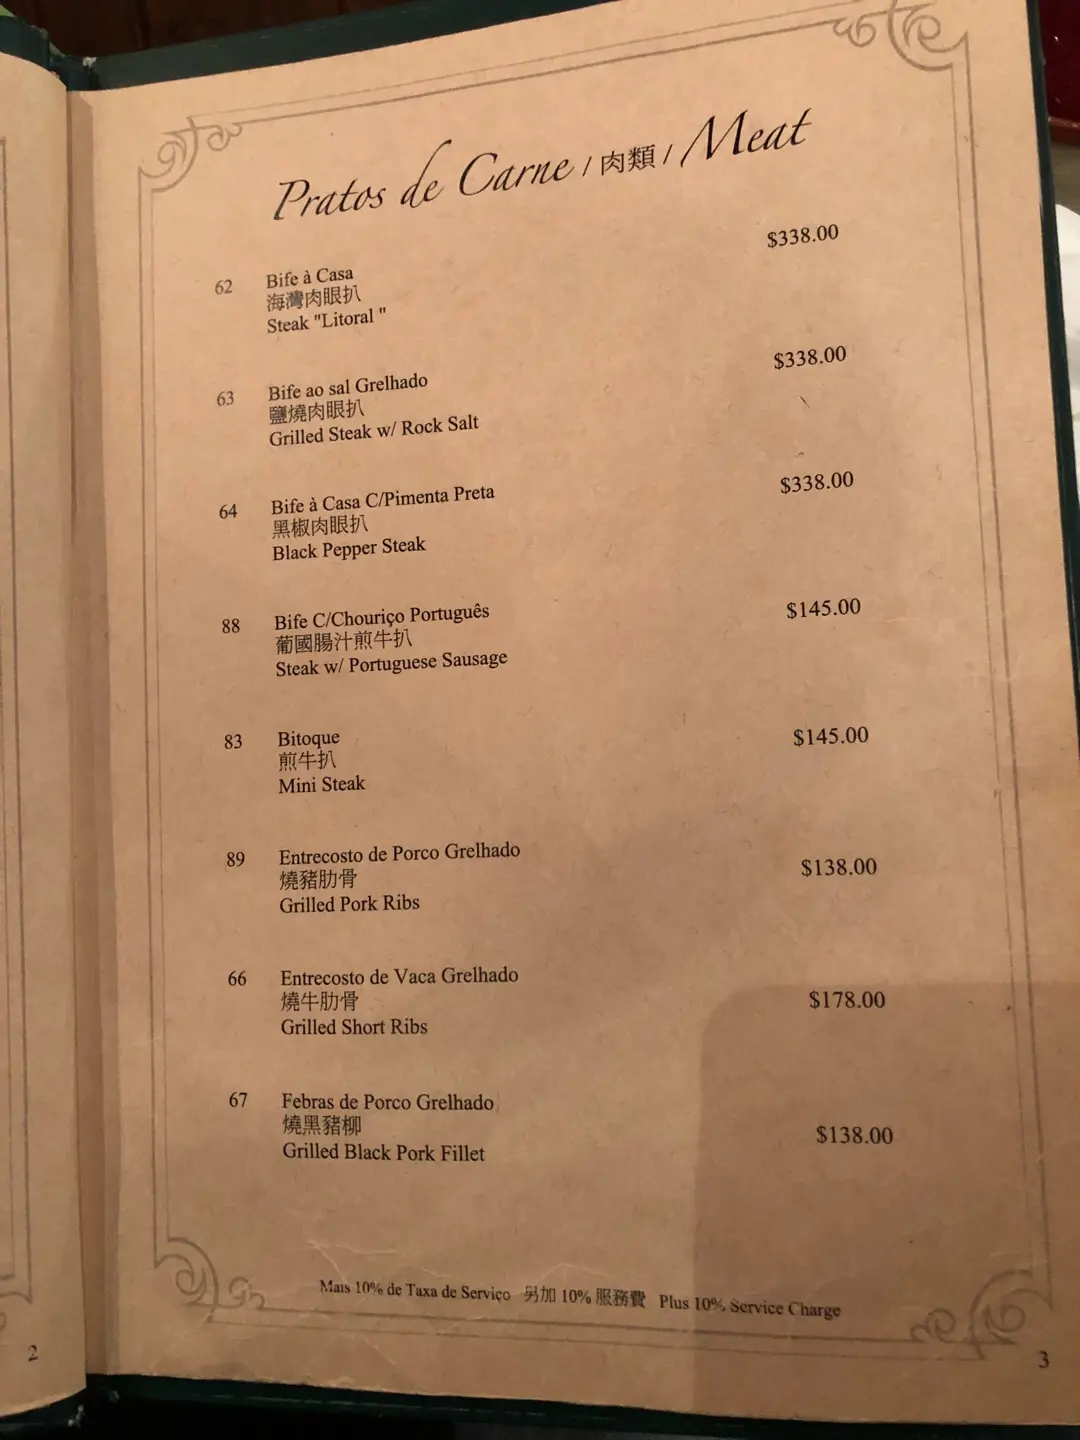 Pratos de Carne / 肉類 / Meat
62 Bife à Casa $338.00
海灣肉眼扒
Steak "Litoral "
63 Bife ao sal Grelhado $338.00
鹽燒肉眼扒
Grilled Steak w/ Rock Salt
64 Bife à Casa C/Pimenta Preta $338.00
黑椒肉眼扒
Black Pepper Steak
88 Bife C/Chouriço Português $145.00
葡國腸汁煎牛扒
Steak w/ Portuguese Sausage
83 Bitoque $145.00
煎牛扒
Mini Steak
89 Entrecosto de Porco Grelhado $138.00
燒豬肋骨
Grilled Pork Ribs
66 Entrecosto de Vaca Grelhado $178.00
燒牛肋骨
Grilled Short Ribs
67 Febras de Porco Grelhado $138.00
燒黑豬柳
Grilled Black Pork Fillet
Mais 10% de Taxa de Serviço 另加 10% 服務費 Plus 10% Service Charge
2
3